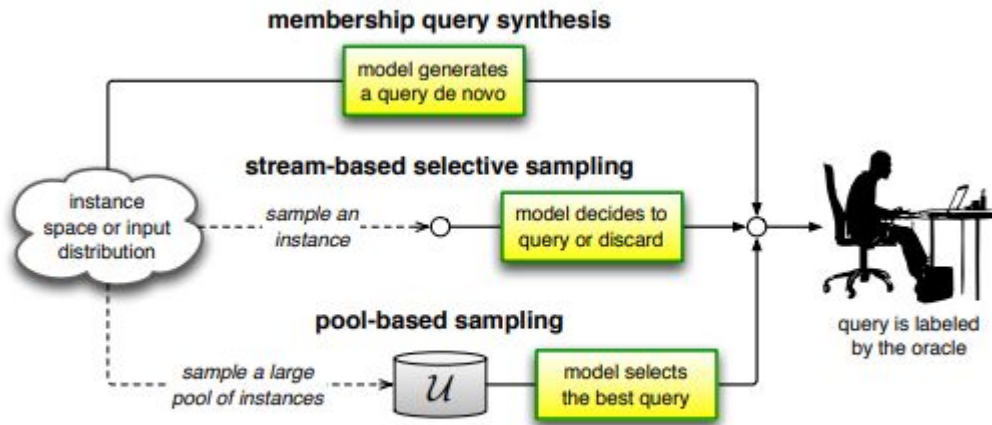 membership query synthesis
model generates
a query de novo
stream-based selective sampling
instance
space or input
distribution
sample an
instance
model decides to
query or discard
pool-based sampling
sample a large
pool of instances
U
model selects
the best query
query is labeled
by the oracle